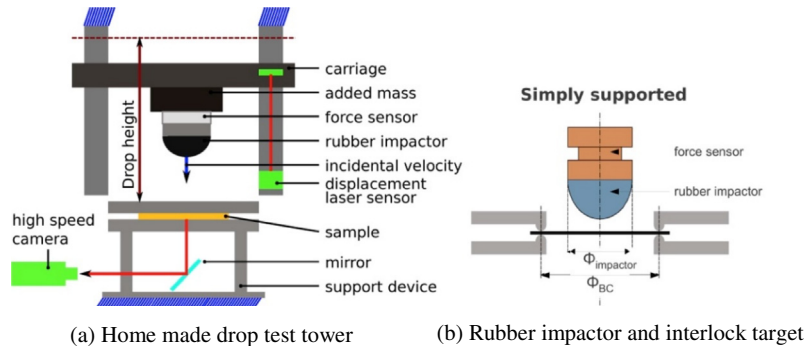 carriage
added mass
force sensor
rubber impactor
incidental velocity
displacement
laser sensor
Drop height
high speed
camera
sample
mirror
support device
(a) Home made drop test tower
Simply supported
force sensor
rubber impactor
Φimpactor
ΦBC
(b) Rubber impactor and interlock target